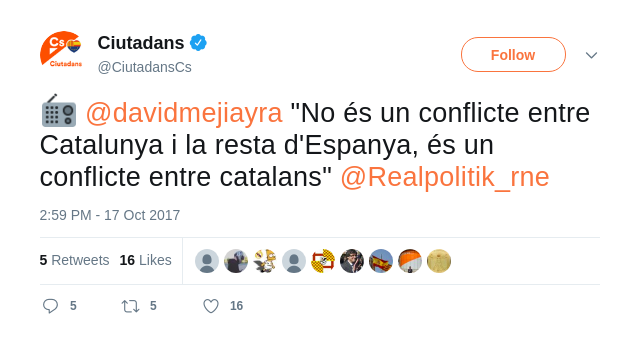 Cs
Ciutadans
Ciutadans
@CiutadansCs
Follow
📻 @davidmejiayra "No és un conflicte entre
Catalunya i la resta d'Espanya, és un
conflicte entre catalans" @Realpolitik_rne
2:59 PM - 17 Oct 2017
5 Retweets 16 Likes
5 5 16